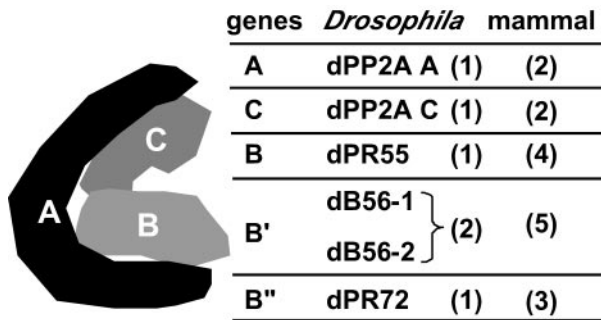 genes Drosophila mammal
A dPP2A A (1) (2)
C dPP2A C (1) (2)
B dPR55 (1) (4)
B' dB56-1 dB56-2 (2) (5)
B" dPR72 (1) (3)
A
C
B